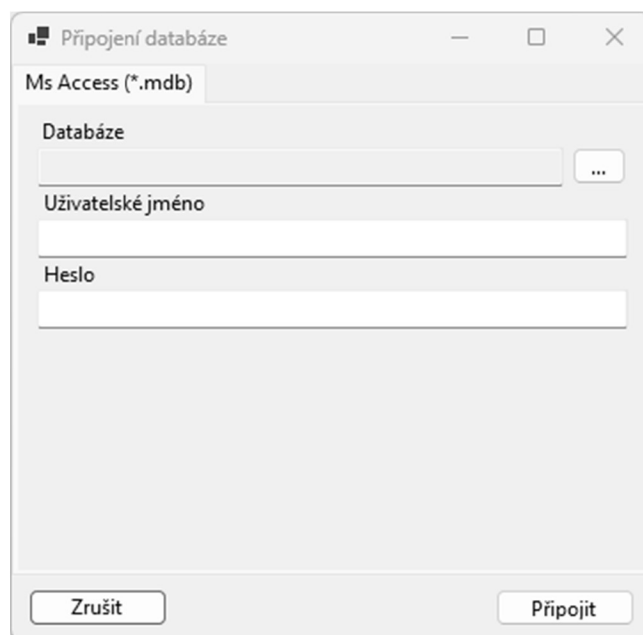 Připojení databáze
Ms Access (*.mdb)
Databáze
...
Uživatelské jméno
Heslo
Zrušit
Připojit